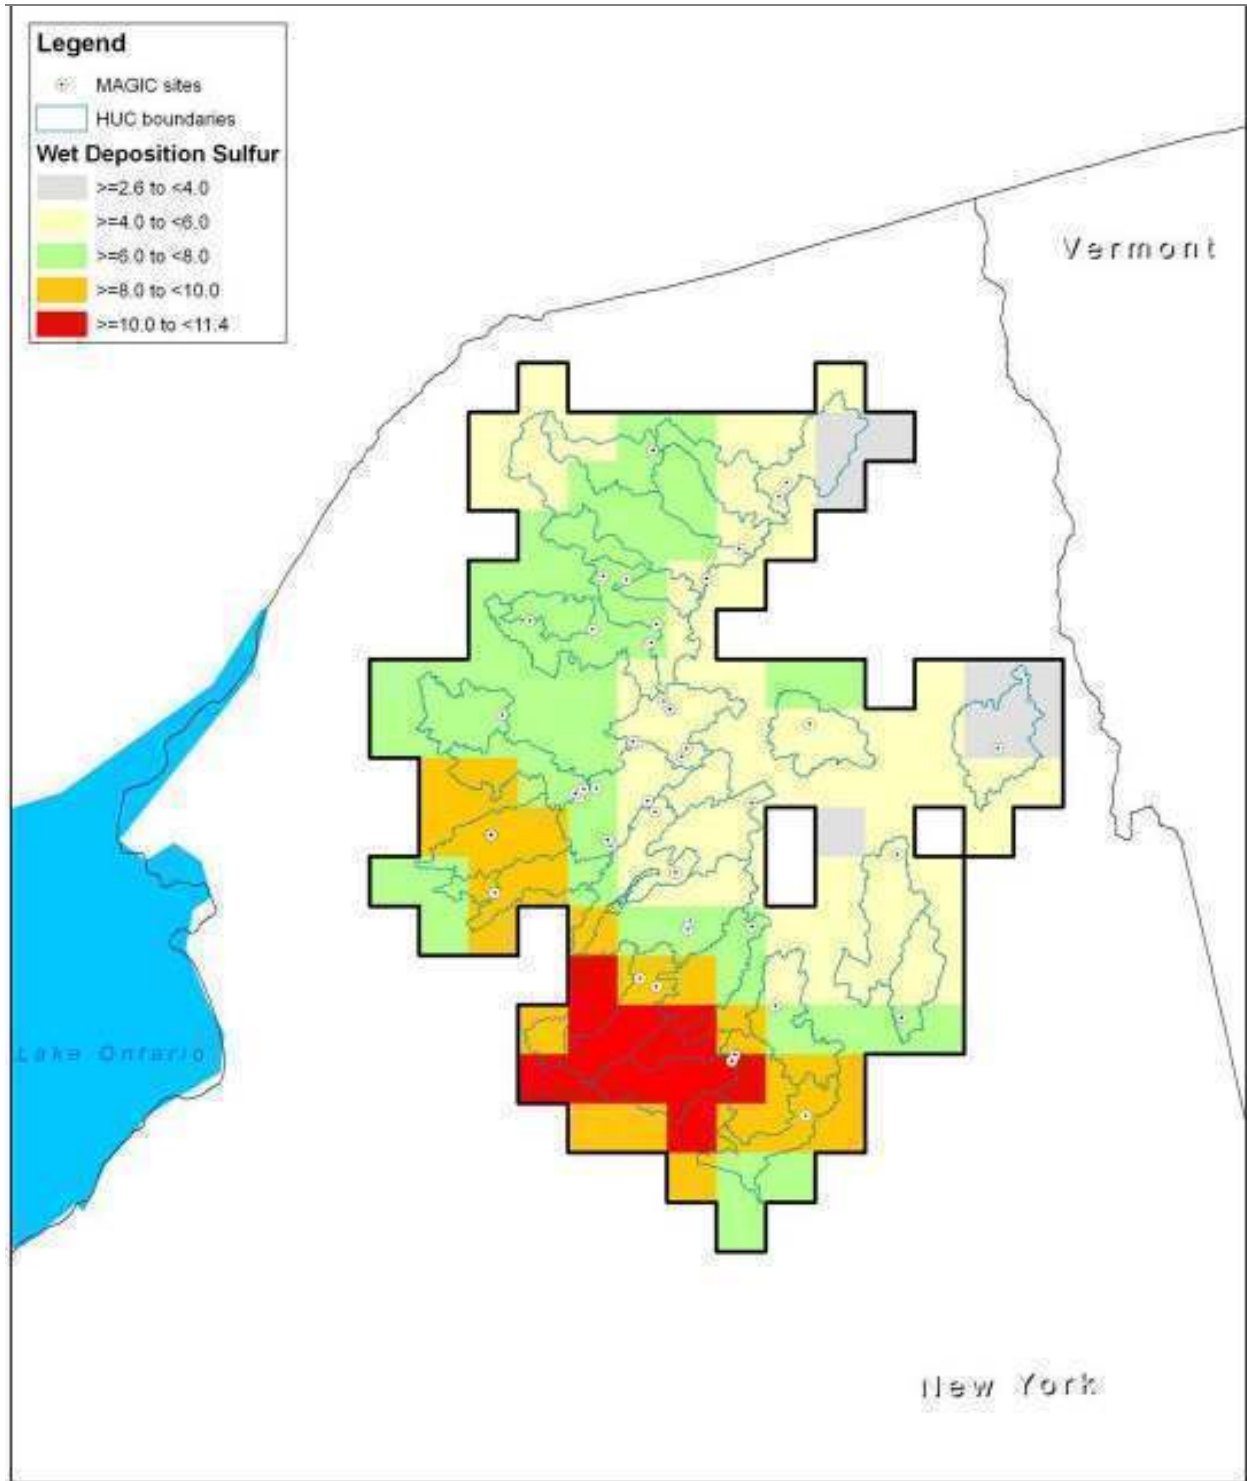 Legend
MAGIC sites
HUC boundaries
Wet Deposition Sulfur
>=2.6 to <4.0
>=4.0 to <6.0
>=6.0 to <8.0
>=8.0 to <10.0
>=10.0 to <11.4
Vermont
Lake Ontario
New York